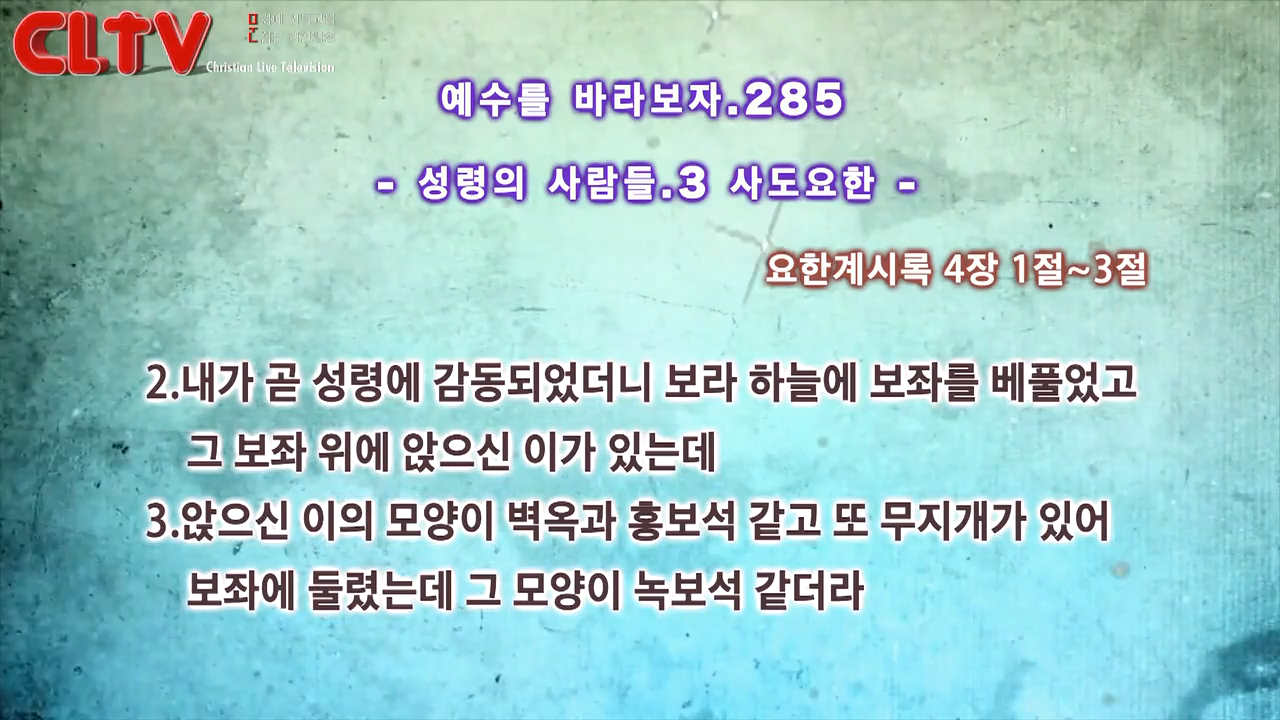 CLTV
Christian Live Television
예수를 바라보자.285
- 성령의 사람들.3 사도요한 -
요한계시록 4장 1절~3절
2.내가 곧 성령에 감동되었더니 보라 하늘에 보좌를 베풀었고
그 보좌 위에 앉으신 이가 있는데
3.앉으신 이의 모양이 벽옥과 홍보석 같고 또 무지개가 있어
보좌에 둘렸는데 그 모양이 녹보석 같더라